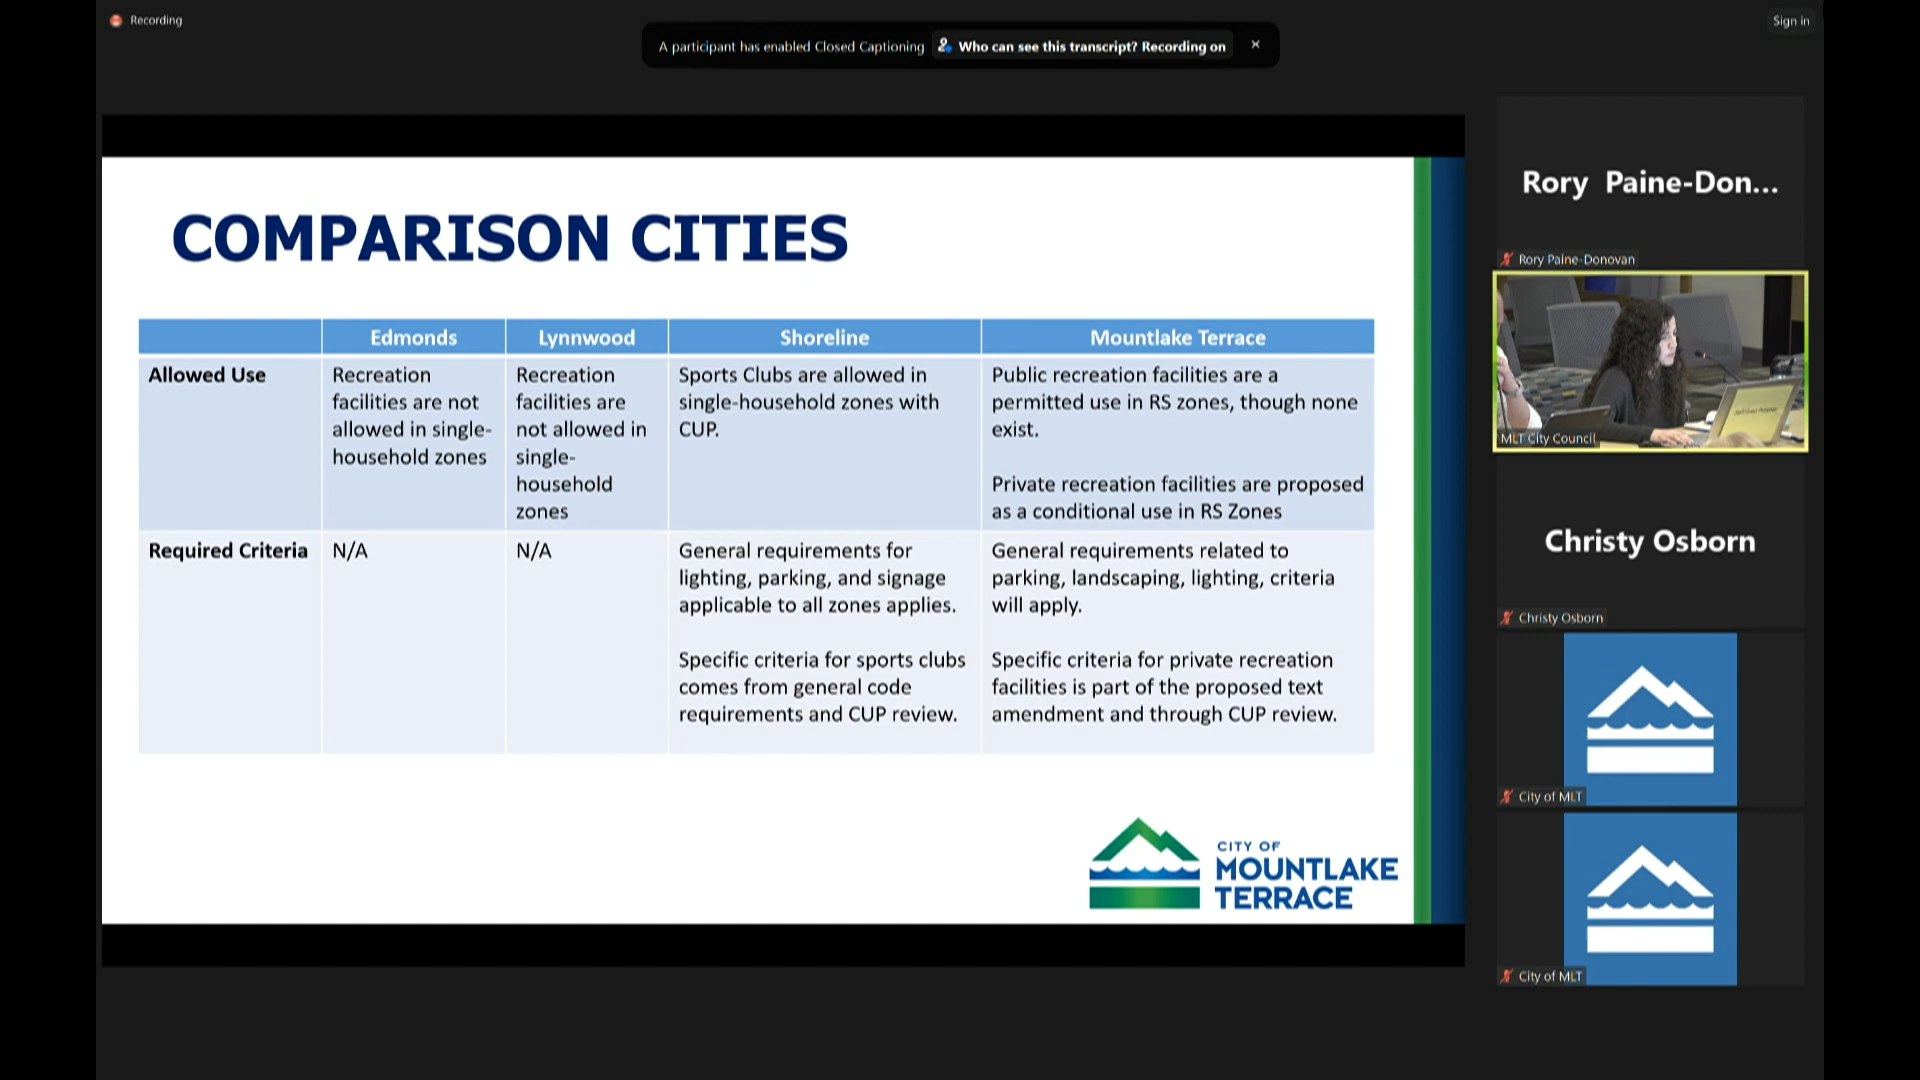 Recording
Sign in
A participant has enabled Closed Captioning
Who can see this transcript? Recording on
COMPARISON CITIES
Edmonds
Lynnwood
Shoreline
Mountlake Terrace
Allowed Use
Recreation
facilities are not
allowed in single-
household zones
Recreation
facilities are
not allowed in
single-
household
zones
Sports Clubs are allowed in
single-household zones with
CUP.
Public recreation facilities are a
permitted use in RS zones, though none
exist.
Private recreation facilities are proposed
as a conditional use in RS Zones
Required Criteria
N/A
N/A
General requirements for
lighting, parking, and signage
applicable to all zones applies.
Specific criteria for sports clubs
comes from general code
requirements and CUP review.
General requirements related to
parking, landscaping, lighting, criteria
will apply.
Specific criteria for private recreation
facilities is part of the proposed text
amendment and through CUP review.
CITY OF
MOUNTLAKE
TERRACE
Rory Paine-Don...
Rory Paine-Donovan
MLT City Council
Christy Osborn
Christy Osborn
City of MLT
City of MLT